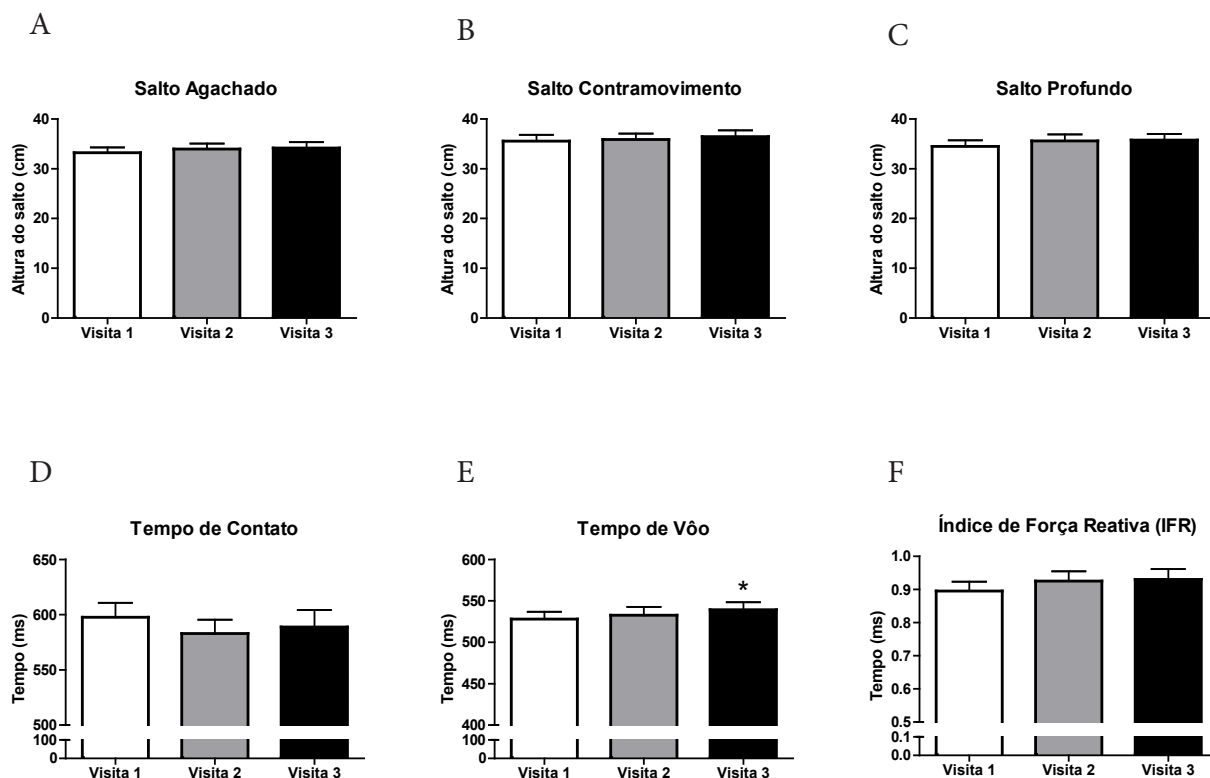 A
B
C
Salto Agachado
Salto Contramovimento
Salto Profundo
Altura do salto (cm)
40
30
20
10
0
Visita 1 Visita 2 Visita 3
Altura do salto (cm)
40
30
20
10
0
Visita 1 Visita 2 Visita 3
Altura do salto (cm)
40
30
20
10
0
Visita 1 Visita 2 Visita 3
D
E
F
Tempo de Contato
Tempo de Vôo
Índice de Força Reativa (IFR)
Tempo (ms)
650
600
550
500
100
0
Visita 1 Visita 2 Visita 3
Tempo (ms)
600
550
500
450
400
100
0
*
Visita 1 Visita 2 Visita 3
Tempo (ms)
1.0
0.9
0.8
0.7
0.6
0.5
0.1
0.0
Visita 1 Visita 2 Visita 3